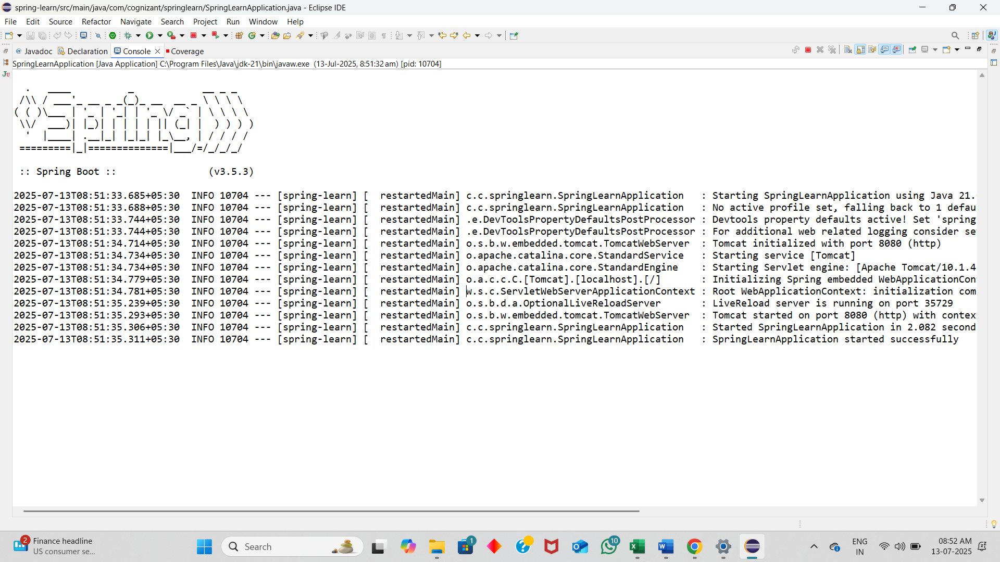 spring-learn/src/main/java/com/cognizant/springlearn/SpringLearnApplication.java - Eclipse IDE
File Edit Source Refactor Navigate Search Project Run Window Help
@ Javadoc Declaration Console Coverage
SpringLearnApplication [Java Application] C:\Program Files\Java\jdk-21\bin\javaw.exe (13-Jul-2025, 8:51:32 am) [pid: 10704]
Ju
  .   ____          _            __ _ _
 /\\ / ___'_ __ _ _(_)_ __  __ _ \ \ \ \
( ( )\___ | '_ | '_| | '_ \/ _` | \ \ \ \
 \\/  ___)| |_)| | | | | || (_| |  ) ) ) )
  '  |____| .__|_| |_|_| |_\__, | / / / /
 =========|_|==============|___/=/_/_/_/
 :: Spring Boot ::                (v3.5.3)
2025-07-13T08:51:33.685+05:30  INFO 10704 --- [spring-learn] [  restartedMain] c.c.springlearn.SpringLearnApplication   : Starting SpringLearnApplication using Java 21.
2025-07-13T08:51:33.688+05:30  INFO 10704 --- [spring-learn] [  restartedMain] c.c.springlearn.SpringLearnApplication   : No active profile set, falling back to 1 defau
2025-07-13T08:51:33.744+05:30  INFO 10704 --- [spring-learn] [  restartedMain] .e.DevToolsPropertyDefaultsPostProcessor : Devtools property defaults active! Set 'spring
2025-07-13T08:51:33.744+05:30  INFO 10704 --- [spring-learn] [  restartedMain] .e.DevToolsPropertyDefaultsPostProcessor : For additional web related logging consider se
2025-07-13T08:51:34.714+05:30  INFO 10704 --- [spring-learn] [  restartedMain] o.s.b.w.embedded.tomcat.TomcatWebServer  : Tomcat initialized with port 8080 (http)
2025-07-13T08:51:34.734+05:30  INFO 10704 --- [spring-learn] [  restartedMain] o.apache.catalina.core.StandardService   : Starting service [Tomcat]
2025-07-13T08:51:34.734+05:30  INFO 10704 --- [spring-learn] [  restartedMain] o.apache.catalina.core.StandardEngine    : Starting Servlet engine: [Apache Tomcat/10.1.4
2025-07-13T08:51:34.779+05:30  INFO 10704 --- [spring-learn] [  restartedMain] o.a.c.c.C.[Tomcat].[localhost].[/]       : Initializing Spring embedded WebApplicationCon
2025-07-13T08:51:34.781+05:30  INFO 10704 --- [spring-learn] [  restartedMain] w.s.c.ServletWebServerApplicationContext : Root WebApplicationContext: initialization com
2025-07-13T08:51:35.239+05:30  INFO 10704 --- [spring-learn] [  restartedMain] o.s.b.d.a.OptionalLiveReloadServer       : LiveReload server is running on port 35729
2025-07-13T08:51:35.293+05:30  INFO 10704 --- [spring-learn] [  restartedMain] o.s.b.w.embedded.tomcat.TomcatWebServer  : Tomcat started on port 8080 (http) with contex
2025-07-13T08:51:35.306+05:30  INFO 10704 --- [spring-learn] [  restartedMain] c.c.springlearn.SpringLearnApplication   : Started SpringLearnApplication in 2.082 second
2025-07-13T08:51:35.311+05:30  INFO 10704 --- [spring-learn] [  restartedMain] c.c.springlearn.SpringLearnApplication   : SpringLearnApplication started successfully
2 Finance headline
US consumer se...
Search
1
10
ENG
IN
08:52 AM
13-07-2025